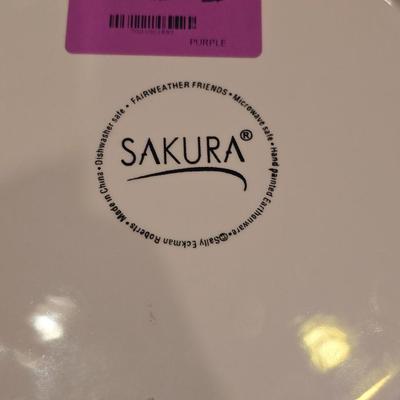 PURPLE
SAKURA®
• FAIRWEATHER FRIENDS • Microwave safe • Hand painted Earthenware • ©Sally Eckman Roberts • Made in China • Dishwasher safe